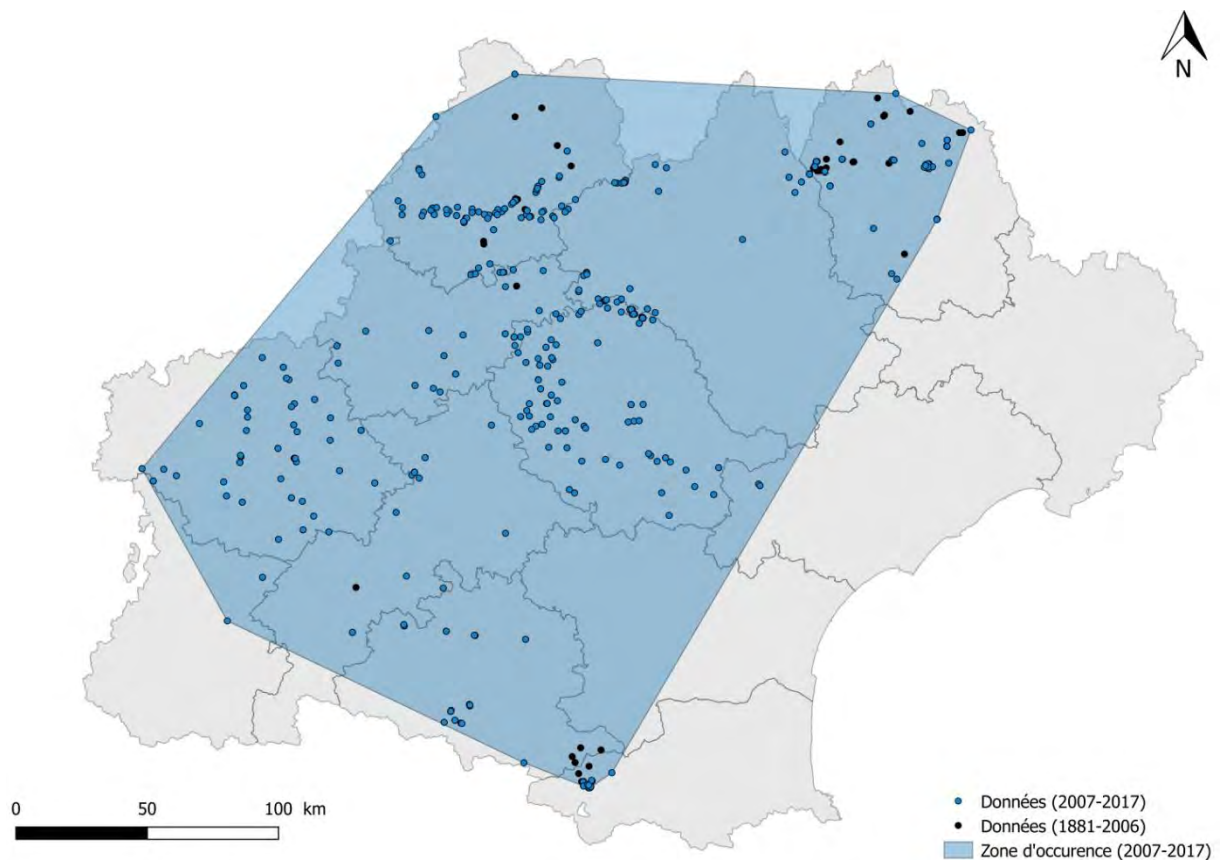 N
0 50 100 km
Données (2007-2017)
Données (1881-2006)
Zone d'occurence (2007-2017)